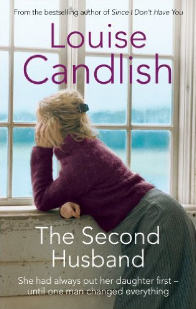 From the bestselling author of Since I Don't Have You
Louise
Candlish
The Second
Husband
She had always out her daughter first –
until one man changed everything